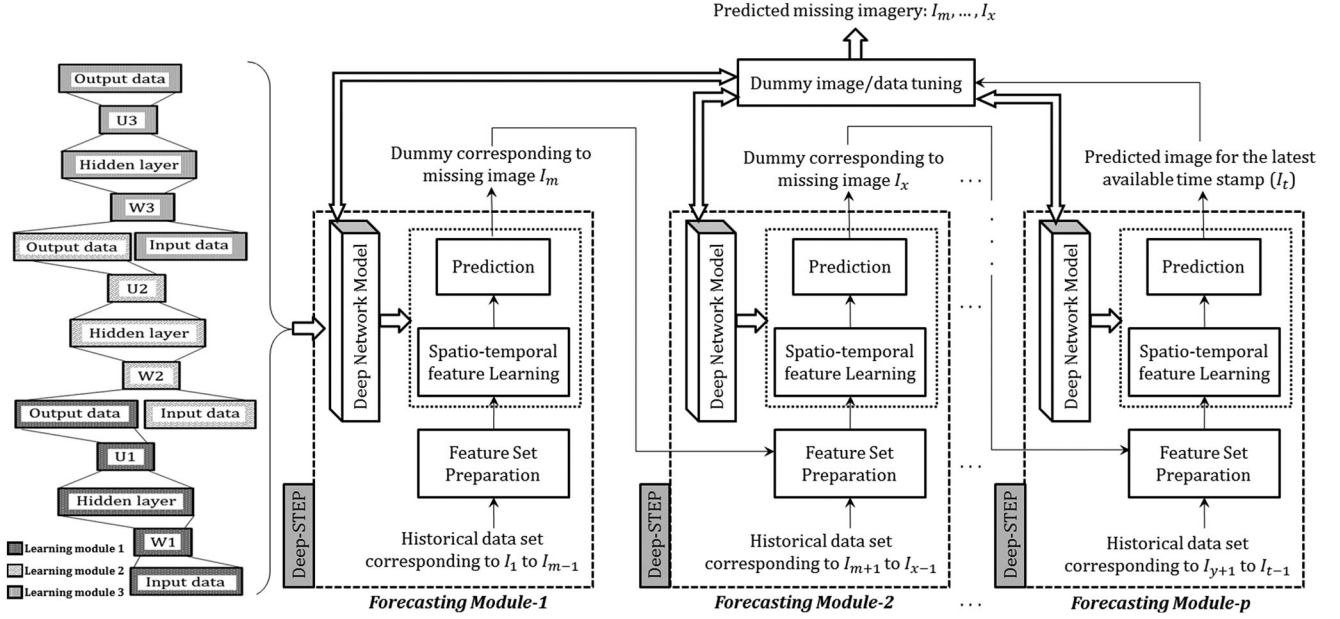 Predicted missing imagery: I_m, ... , I_x
Dummy image/data tuning
Output data
U3
Hidden layer
W3
Output data
Input data
U2
Hidden layer
W2
Output data
Input data
U1
Hidden layer
W1
Input data
Learning module 1
Learning module 2
Learning module 3
Dummy corresponding to
missing image I_m
Deep Network Model
Prediction
Spatio-temporal
feature Learning
Feature Set
Preparation
Deep-STEP
Historical data set
corresponding to I_1 to I_{m-1}
Forecasting Module-1
Dummy corresponding to
missing image I_x
Deep Network Model
Prediction
Spatio-temporal
feature Learning
Feature Set
Preparation
Deep-STEP
Historical data set
corresponding to I_{m+1} to I_{x-1}
Forecasting Module-2
...
...
...
...
Predicted image for the latest
available time stamp (I_t)
Deep Network Model
Prediction
Spatio-temporal
feature Learning
Feature Set
Preparation
Deep-STEP
Historical data set
corresponding to I_{y+1} to I_{t-1}
Forecasting Module-p